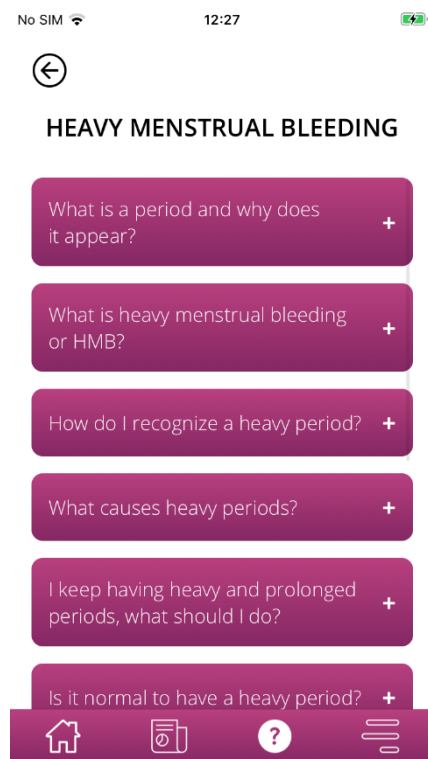 No SIM
12:27
HEAVY MENSTRUAL BLEEDING
What is a period and why does
it appear?
+
What is heavy menstrual bleeding
or HMB?
+
How do I recognize a heavy period? +
What causes heavy periods? +
I keep having heavy and prolonged
periods, what should I do?
+
Is it normal to have a heavy period? +
?